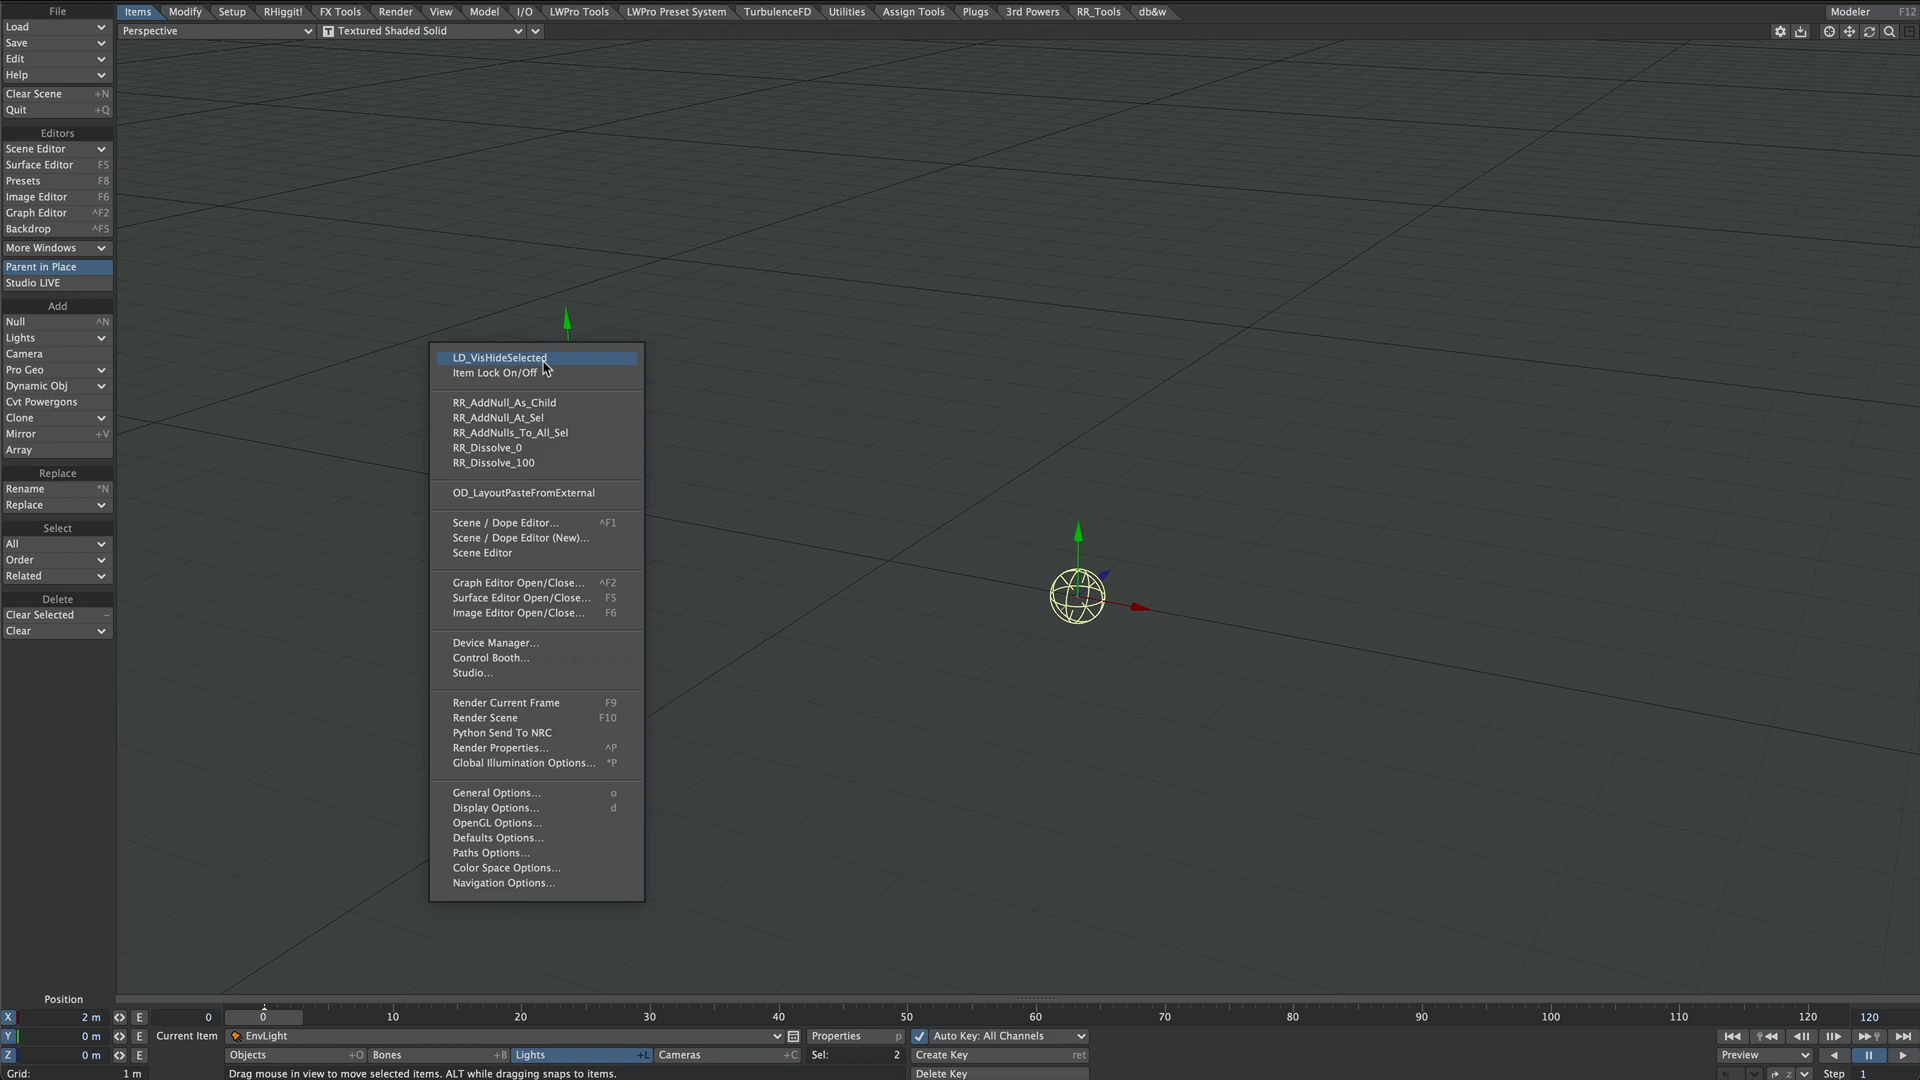 File
Items Modify Setup RHiggit! FX Tools Render View Model I/O LWPro Tools LWPro Preset System TurbulenceFD Utilities Assign Tools Plugs 3rd Powers RR_Tools db&w Modeler F12
Load
Perspective T Textured Shaded Solid
Save
Edit
Help
Clear Scene +N
Quit +Q
Editors
Scene Editor
Surface Editor F5
Presets F8
Image Editor F6
Graph Editor ^F2
Backdrop ^F5
More Windows
Parent in Place
Studio LIVE
Add
Null ^N
Lights
Camera
Pro Geo
Dynamic Obj
Cvt Powergons
Clone
Mirror +V
Array
Replace
Rename *N
Replace
Select
All
Order
Related
Delete
Clear Selected -
Clear
LD_VisHideSelected
Item Lock On/Off
RR_AddNull_As_Child
RR_AddNull_At_Sel
RR_AddNulls_To_All_Sel
RR_Dissolve_0
RR_Dissolve_100
OD_LayoutPasteFromExternal
Scene / Dope Editor... ^F1
Scene / Dope Editor (New)...
Scene Editor
Graph Editor Open/Close... ^F2
Surface Editor Open/Close... F5
Image Editor Open/Close... F6
Device Manager...
Control Booth...
Studio...
Render Current Frame F9
Render Scene F10
Python Send To NRC
Render Properties... ^P
Global Illumination Options... *P
General Options... o
Display Options... d
OpenGL Options...
Defaults Options...
Paths Options...
Color Space Options...
Navigation Options...
Position
X 2 m E 0 0 10 20 30 40 50 60 70 80 90 100 110 120 120
Y 0 m E Current Item EnvLight Properties p Auto Key: All Channels
Z 0 m E Objects +O Bones +B Lights +L Cameras +C Sel: 2 Create Key ret Preview
Grid: 1 m Drag mouse in view to move selected items. ALT while dragging snaps to items. Delete Key Step 1